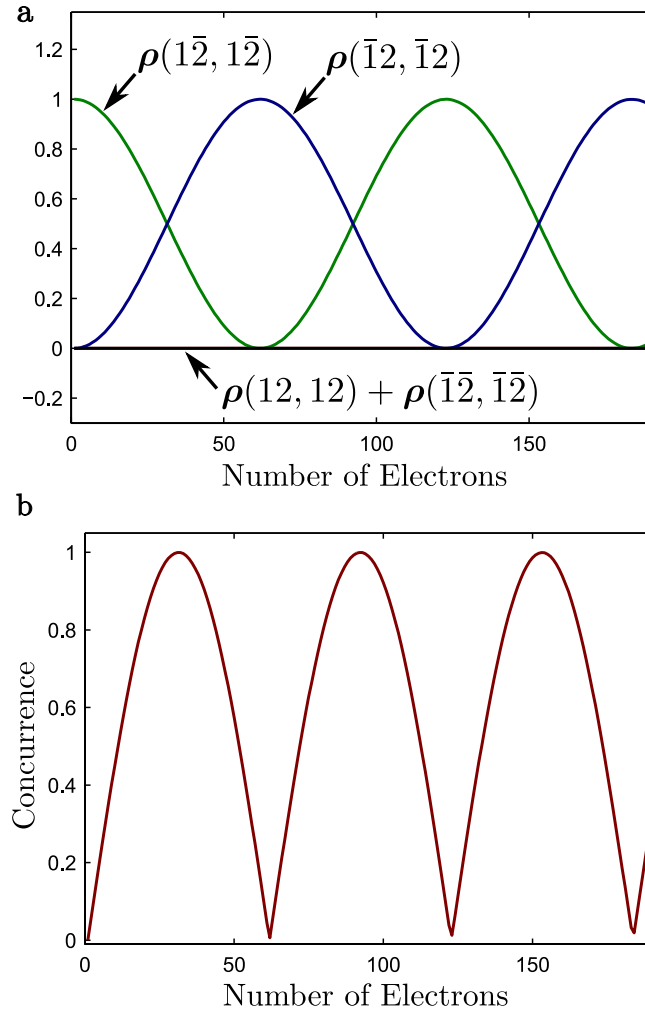 a
ρ(12̄, 12̄)
ρ(1̄2, 1̄2)
1.2
1
0.8
0.6
0.4
0.2
0
ρ(12, 12) + ρ(1̄2̄, 1̄2̄)
−0.2
0 50 100 150
Number of Electrons
b
1
0.8
0.6
0.4
0.2
0
Concurrence
0 50 100 150
Number of Electrons